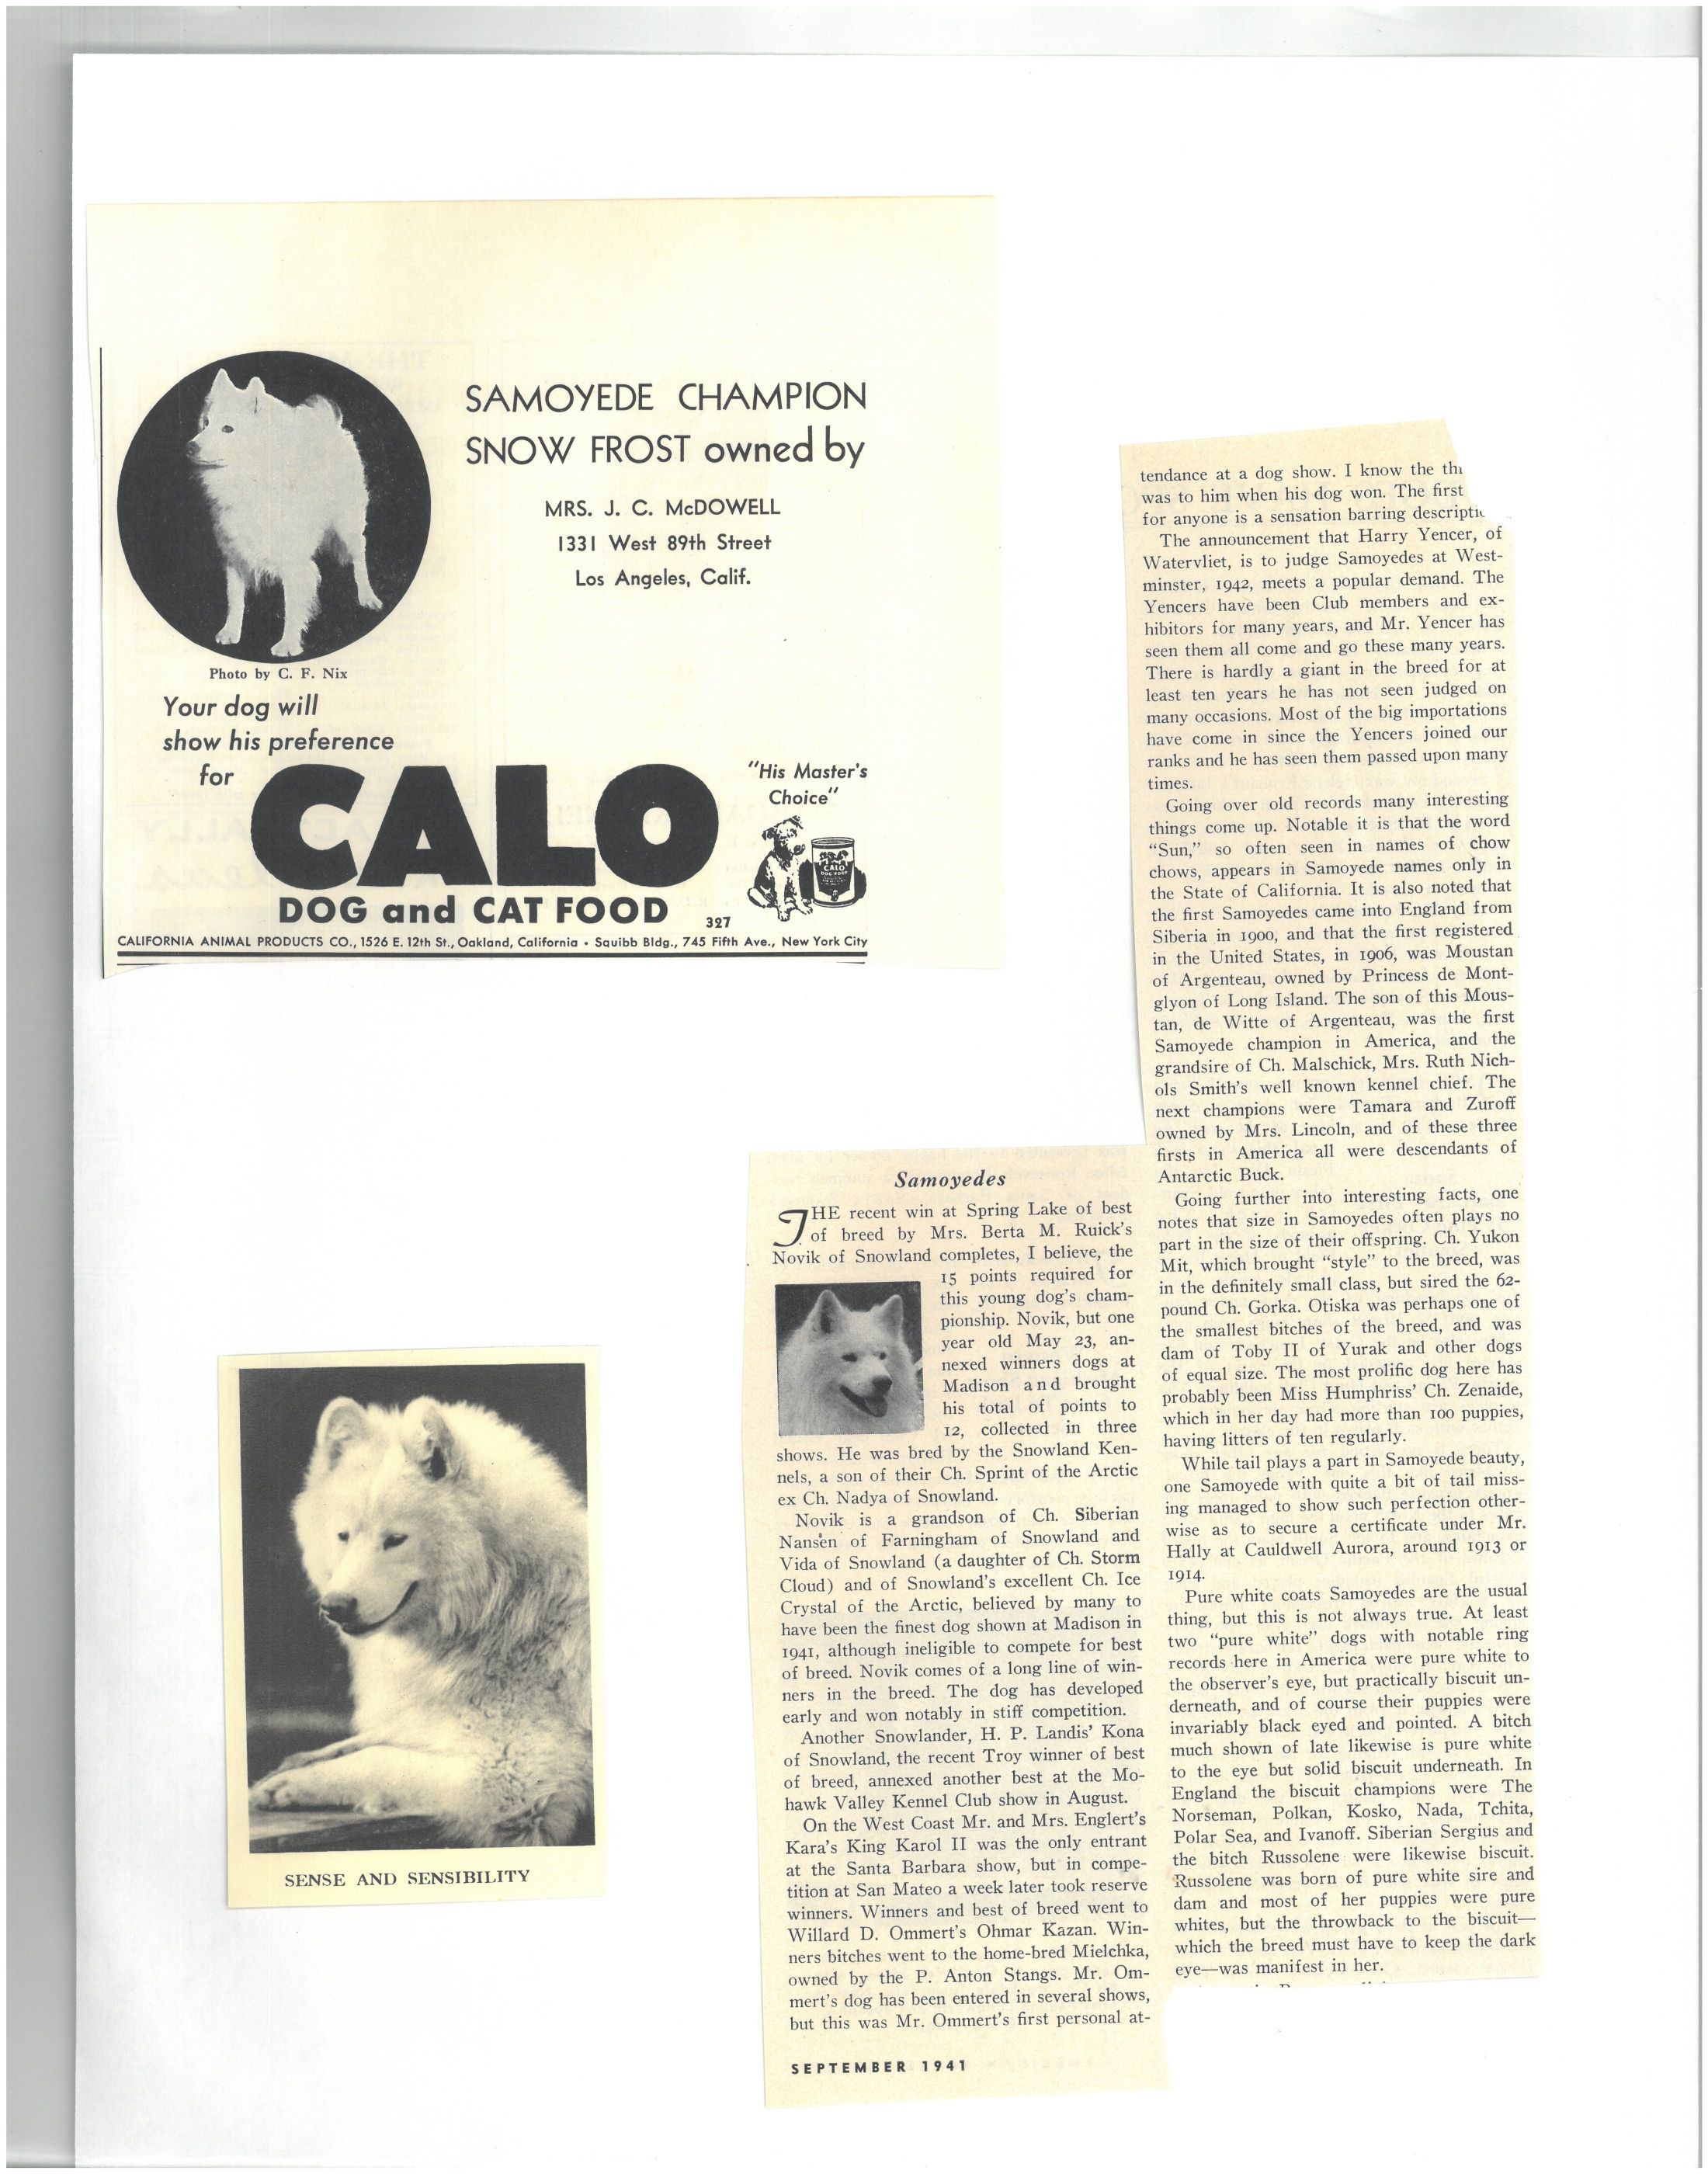 SAMOYEDE CHAMPION
SNOW FROST owned by
MRS. J. C. McDOWELL
1331 West 89th Street
Los Angeles, Calif.
Photo by C. F. Nix
Your dog will
show his preference
for
CALO
DOG and CAT FOOD
"His Master's
Choice"
CALO
DOG FOOD
327
CALIFORNIA ANIMAL PRODUCTS CO., 1526 E. 12th St., Oakland, California • Squibb Bldg., 745 Fifth Ave., New York City
SENSE AND SENSIBILITY
Samoyedes
THE recent win at Spring Lake of best
of breed by Mrs. Berta M. Ruick's
Novik of Snowland completes, I believe, the
15 points required for
this young dog's cham-
pionship. Novik, but one
year old May 23, an-
nexed winners dogs at
Madison and brought
his total of points to
12, collected in three
shows. He was bred by the Snowland Ken-
nels, a son of their Ch. Sprint of the Arctic
ex Ch. Nadya of Snowland.
Novik is a grandson of Ch. Siberian
Nansen of Farningham of Snowland and
Vida of Snowland (a daughter of Ch. Storm
Cloud) and of Snowland's excellent Ch. Ice
Crystal of the Arctic, believed by many to
have been the finest dog shown at Madison in
1941, although ineligible to compete for best
of breed. Novik comes of a long line of win-
ners in the breed. The dog has developed
early and won notably in stiff competition.
Another Snowlander, H. P. Landis' Kona
of Snowland, the recent Troy winner of best
of breed, annexed another best at the Mo-
hawk Valley Kennel Club show in August.
On the West Coast Mr. and Mrs. Englert's
Kara's King Karol II was the only entrant
at the Santa Barbara show, but in compe-
tition at San Mateo a week later took reserve
winners. Winners and best of breed went to
Willard D. Ommert's Ohmar Kazan. Win-
ners bitches went to the home-bred Mielchka,
owned by the P. Anton Stangs. Mr. Om-
mert's dog has been entered in several shows,
but this was Mr. Ommert's first personal at-
SEPTEMBER 1941
tendance at a dog show. I know the
was to him when his dog won. The first
for anyone is a sensation barring
The announcement that Harry Yencer, of
Watervliet, is to judge Samoyedes at West-
minster, 1942, meets a popular demand. The
Yencers have been Club members and ex-
hibitors for many years, and Mr. Yencer has
seen them all come and go these many years.
There is hardly a giant in the breed for at
least ten years he has not seen judged on
many occasions. Most of the big importations
have come in since the Yencers joined our
ranks and he has seen them passed upon many
times.
Going over old records many interesting
things come up. Notable it is that the word
"Sun," so often seen in names of chow
chows, appears in Samoyede names only in
the State of California. It is also noted that
the first Samoyedes came into England from
Siberia in 1900, and that the first registered
in the United States, in 1906, was Moustan
of Argenteau, owned by Princess de Mont-
glyon of Long Island. The son of this Mous-
tan, de Witte of Argenteau, was the first
Samoyede champion in America, and the
grandsire of Ch. Malschick, Mrs. Ruth Nich-
ols Smith's well known kennel chief. The
next champions were Tamara and Zuroff
owned by Mrs. Lincoln, and of these three
firsts in America all were descendants of
Antarctic Buck.
Going further into interesting facts, one
notes that size in Samoyedes often plays no
part in the size of their offspring. Ch. Yukon
Mit, which brought "style" to the breed, was
in the definitely small class, but sired the 62-
pound Ch. Gorka. Otiska was perhaps one of
the smallest bitches of the breed, and was
dam of Toby II of Yurak and other dogs
of equal size. The most prolific dog here has
probably been Miss Humphriss' Ch. Zenaide,
which in her day had more than 100 puppies,
having litters of ten regularly.
While tail plays a part in Samoyede beauty,
one Samoyede with quite a bit of tail miss-
ing managed to show such perfection other-
wise as to secure a certificate under Mr.
Hally at Cauldwell Aurora, around 1913 or
1914.
Pure white coats Samoyedes are the usual
thing, but this is not always true. At least
two "pure white" dogs with notable ring
records here in America were pure white to
the observer's eye, but practically biscuit un-
derneath, and of course their puppies were
invariably black eyed and pointed. A bitch
much shown of late likewise is pure white
to the eye but solid biscuit underneath. In
England the biscuit champions were The
Norseman, Polkan, Kosko, Nada, Tchita,
Polar Sea, and Ivanoff. Siberian Sergius and
the bitch Russolene were likewise biscuit.
Russolene was born of pure white sire and
dam and most of her puppies were pure
whites, but the throwback to the biscuit—
which the breed must have to keep the dark
eye—was manifest in her.